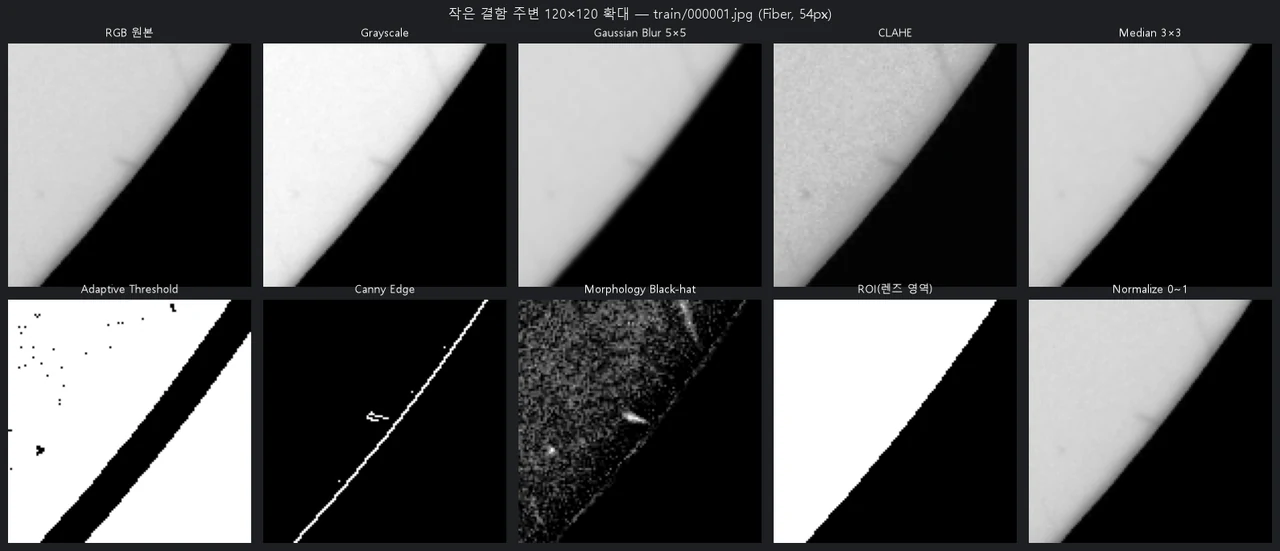 작은 결함 주변 120×120 확대 — train/000001.jpg (Fiber, 54px)
RGB 원본
Grayscale
Gaussian Blur 5×5
CLAHE
Median 3×3
Adaptive Threshold
Canny Edge
Morphology Black-hat
ROI(렌즈 영역)
Normalize 0~1